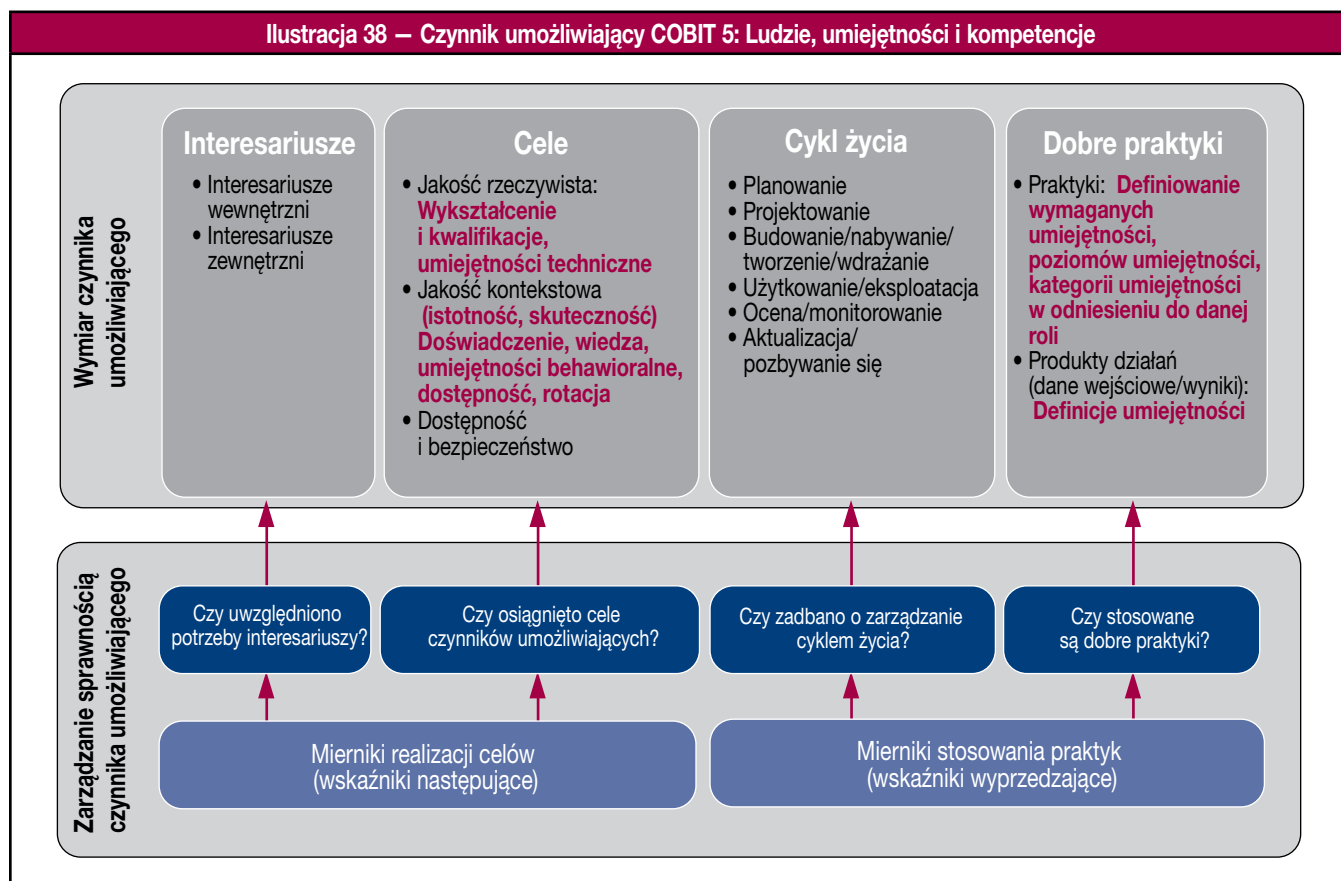 Ilustracja 38 — Czynnik umożliwiający COBIT 5: Ludzie, umiejętności i kompetencje
Wymiar czynnika
umożliwiającego
Interesariusze
• Interesariusze
wewnętrzni
• Interesariusze
zewnętrzni
Cele
• Jakość rzeczywista:
Wykształcenie
i kwalifikacje,
umiejętności techniczne
• Jakość kontekstowa
(istotność, skuteczność)
Doświadczenie, wiedza,
umiejętności behawioralne,
dostępność, rotacja
• Dostępność
i bezpieczeństwo
Cykl życia
• Planowanie
• Projektowanie
• Budowanie/nabywanie/
tworzenie/wdrażanie
• Użytkowanie/eksploatacja
• Ocena/monitorowanie
• Aktualizacja/
pozbywanie się
Dobre praktyki
• Praktyki: Definiowanie
wymaganych
umiejętności,
poziomów umiejętności,
kategorii umiejętności
w odniesieniu do danej
roli
• Produkty działań
(dane wejściowe/wyniki):
Definicje umiejętności
Zarządzanie sprawnością
czynnika umożliwiającego
Czy uwzględniono
potrzeby interesariuszy?
Czy osiągnięto cele
czynników umożliwiających?
Czy zadbano o zarządzanie
cyklem życia?
Czy stosowane
są dobre praktyki?
Mierniki realizacji celów
(wskaźniki następujące)
Mierniki stosowania praktyk
(wskaźniki wyprzedzające)